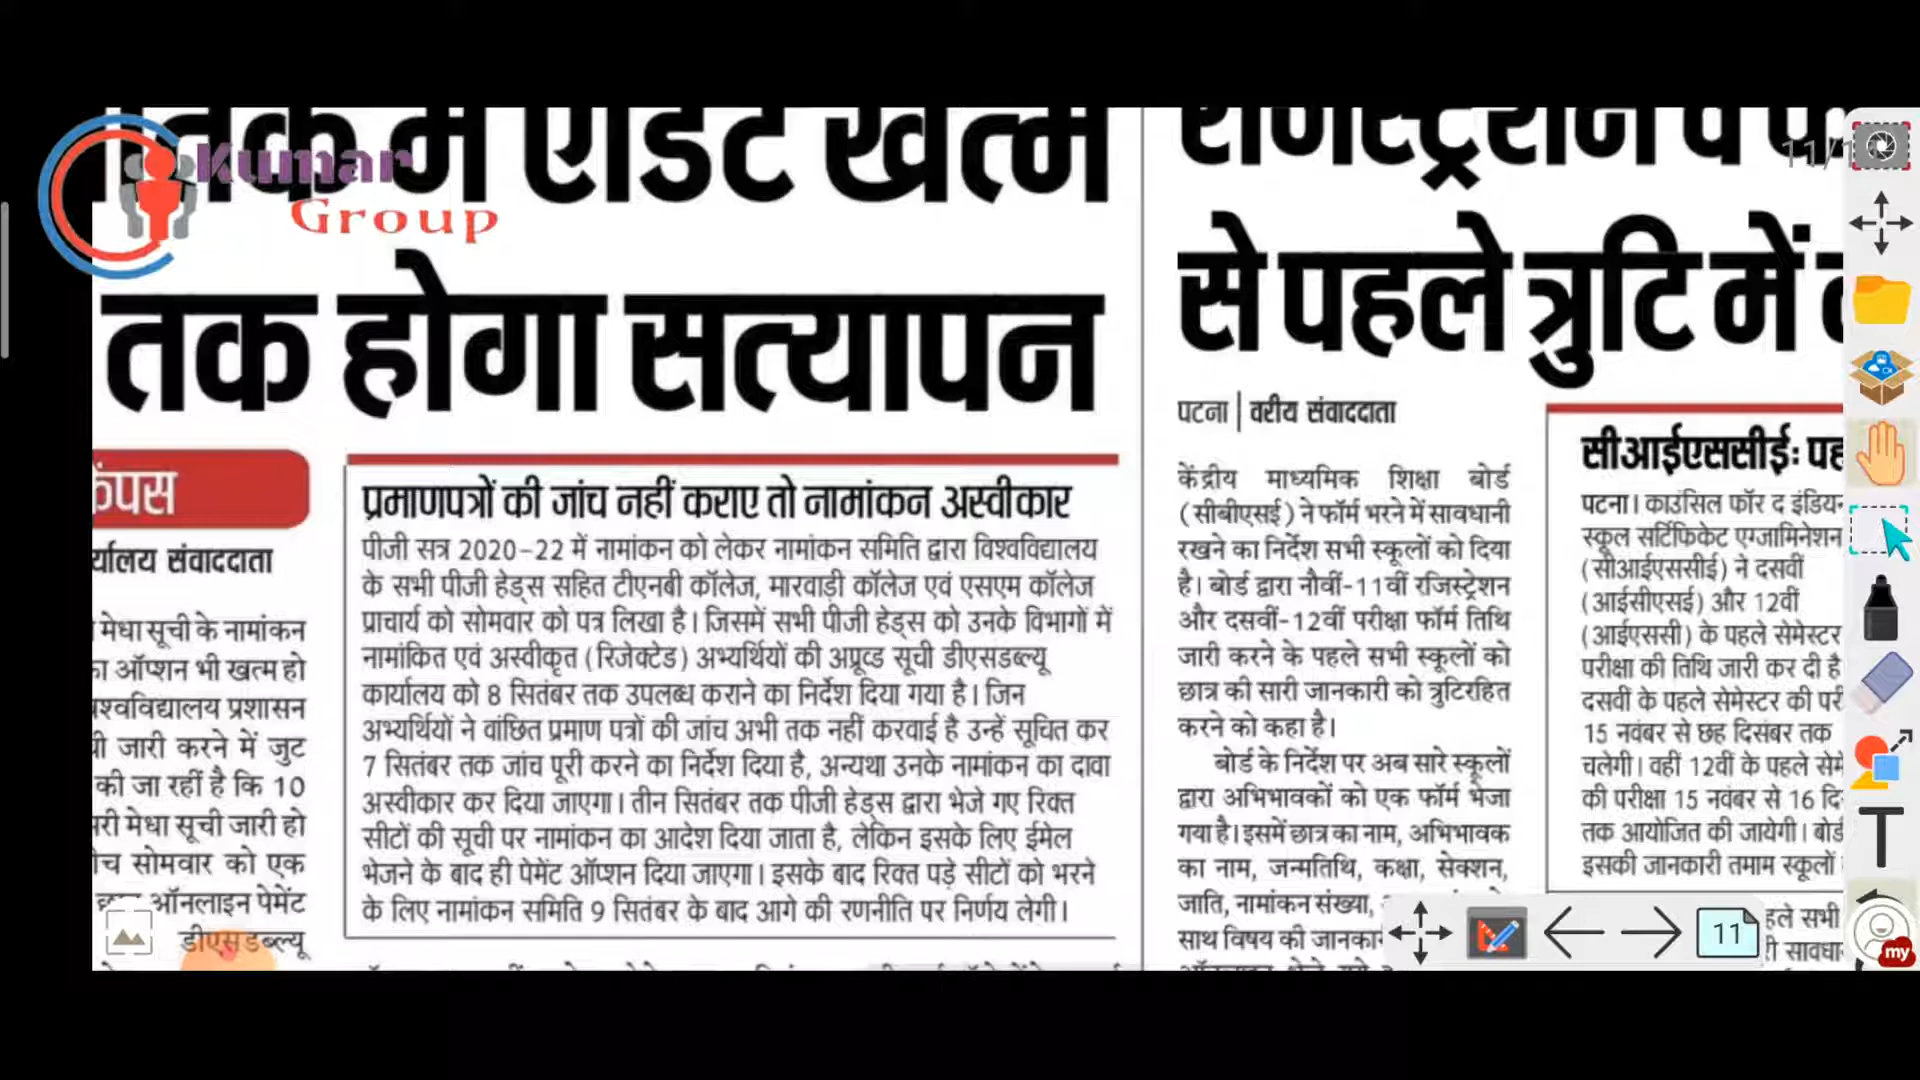 Kumar
Group
में एडिट खत्म
तक होगा सत्यापन
कैंपस
संवाददाता
मेधा सूची के नामांकन
ऑप्शन भी खत्म हो
प्रशासन
जारी करने में जुट
की जा रहीं है कि 10
मेधा सूची जारी हो
सोमवार को एक
ऑनलाइन पेमेंट
डीएसडब्ल्यू
प्रमाणपत्रों की जांच नहीं कराए तो नामांकन अस्वीकार
पीजी सत्र 2020-22 में नामांकन को लेकर नामांकन समिति द्वारा विश्वविद्यालय
के सभी पीजी हेड्स सहित टीएनबी कॉलेज, मारवाड़ी कॉलेज एवं एसएम कॉलेज
प्राचार्य को सोमवार को पत्र लिखा है। जिसमें सभी पीजी हेड्स को उनके विभागों में
नामांकित एवं अस्वीकृत (रिजेक्टेड) अभ्यर्थियों की अप्रूव्ड सूची डीएसडब्ल्यू
कार्यालय को 8 सितंबर तक उपलब्ध कराने का निर्देश दिया गया है। जिन
अभ्यर्थियों ने वांछित प्रमाण पत्रों की जांच अभी तक नहीं करवाई है उन्हें सूचित कर
7 सितंबर तक जांच पूरी करने का निर्देश दिया है, अन्यथा उनके नामांकन का दावा
अस्वीकार कर दिया जाएगा। तीन सितंबर तक पीजी हेड्स द्वारा भेजे गए रिक्त
सीटों की सूची पर नामांकन का आदेश दिया जाता है, लेकिन इसके लिए ईमेल
भेजने के बाद ही पेमेंट ऑप्शन दिया जाएगा। इसके बाद रिक्त पड़े सीटों को भरने
के लिए नामांकन समिति 9 सितंबर के बाद आगे की रणनीति पर निर्णय लेगी।
रजिस्ट्रेशन व
से पहले त्रुटि में
पटना | वरीय संवाददाता
केंद्रीय माध्यमिक शिक्षा बोर्ड
(सीबीएसई) ने फॉर्म भरने में सावधानी
रखने का निर्देश सभी स्कूलों को दिया
है। बोर्ड द्वारा नौवीं-11वीं रजिस्ट्रेशन
और दसवीं-12वीं परीक्षा फॉर्म तिथि
जारी करने के पहले सभी स्कूलों को
छात्र की सारी जानकारी को त्रुटिरहित
करने को कहा है।
बोर्ड के निर्देश पर अब सारे स्कूलों
द्वारा अभिभावकों को एक फॉर्म भेजा
गया है। इसमें छात्र का नाम, अभिभावक
का नाम, जन्मतिथि, कक्षा, सेक्शन,
जाति, नामांकन संख्या,
साथ विषय की
सीआईएससीई:
पटना। काउंसिल फॉर द इंडियन
स्कूल सर्टिफिकेट एग्जामिनेशन
(सीआईएससीई) ने दसवीं
(आईसीएसई) और 12वीं
(आईएससी) के पहले सेमेस्टर
परीक्षा की तिथि जारी कर दी है
दसवीं के पहले सेमेस्टर की
15 नवंबर से छह दिसंबर तक
चलेगी। वहीं 12वीं के पहले
की परीक्षा 15 नवंबर से 16
तक आयोजित की जायेगी।
इसकी जानकारी तमाम स्कूलों
सभी
11
my